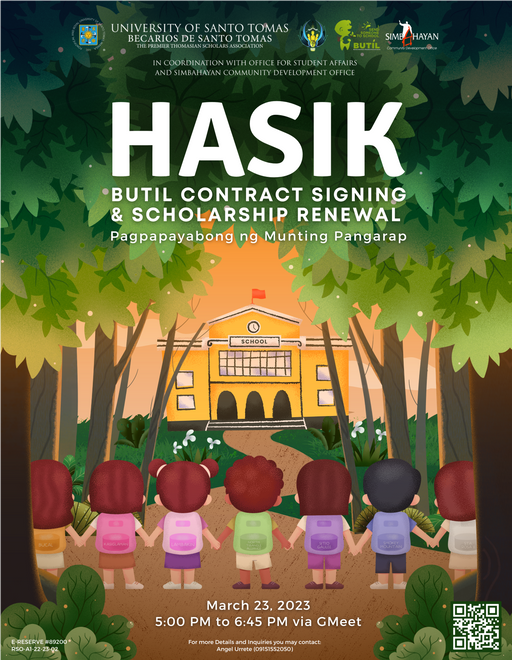 UNIVERSITY OF SANTO TOMAS
BECARIOS DE SANTO TOMAS
THE PREMIER THOMASIAN SCHOLARS ASSOCIATION
BUTIL
SIMBAHAYAN
Community Development Office
IN COORDINATION WITH OFFICE FOR STUDENT AFFAIRS
AND SIMBAHAYAN COMMUNITY DEVELOPMENT OFFICE
HASIK
BUTIL CONTRACT SIGNING
& SCHOLARSHIP RENEWAL
Pagpapayabong ng Munting Pangarap
SCHOOL
March 23, 2023
5:00 PM to 6:45 PM via GMeet
E-RESERVE #89200
RSO-A1-22-23-92
For more Details and Inquiries you may contact:
Angel Urrete (09151552050)